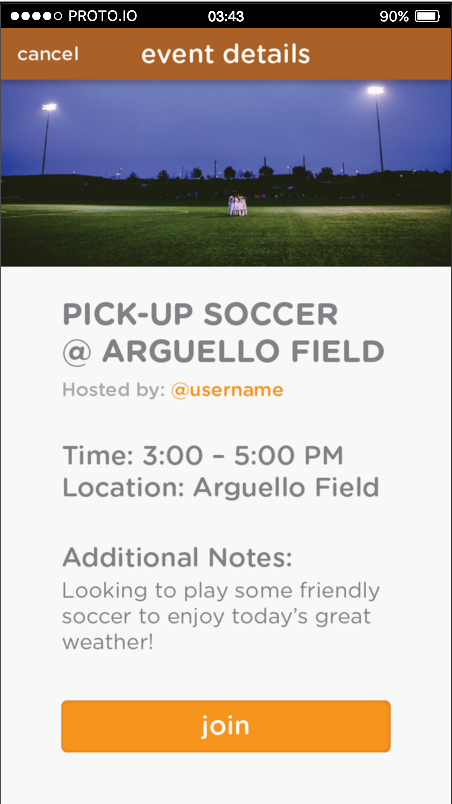 PROTO.IO 03:43 90%
cancel event details
PICK-UP SOCCER
@ ARGUELLO FIELD
Hosted by: @username
Time: 3:00 – 5:00 PM
Location: Arguello Field
Additional Notes:
Looking to play some friendly
soccer to enjoy today’s great
weather!
join